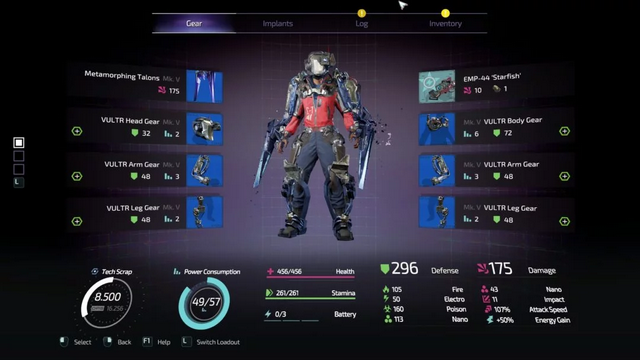 Gear
Implants
Log
Inventory
Metamorphing Talons Mk. V
175
EMP-44 'Starfish'
10 1
VULTR Head Gear Mk. V
32 2
Mk. V VULTR Body Gear
6 72
VULTR Arm Gear Mk. V
48 3
Mk. V VULTR Arm Gear
3 48
VULTR Leg Gear Mk. V
48 2
Mk. V VULTR Leg Gear
2 48
L
Tech Scrap
8.500
16.256
Power Consumption
49/57
456/456 Health
261/261 Stamina
0/3 Battery
296 Defense
105 Fire
50 Electro
160 Poison
113 Nano
175 Damage
43 Nano
11 Impact
107% Attack Speed
+50% Energy Gain
Select
Back
F1 Help
L Switch Loadout